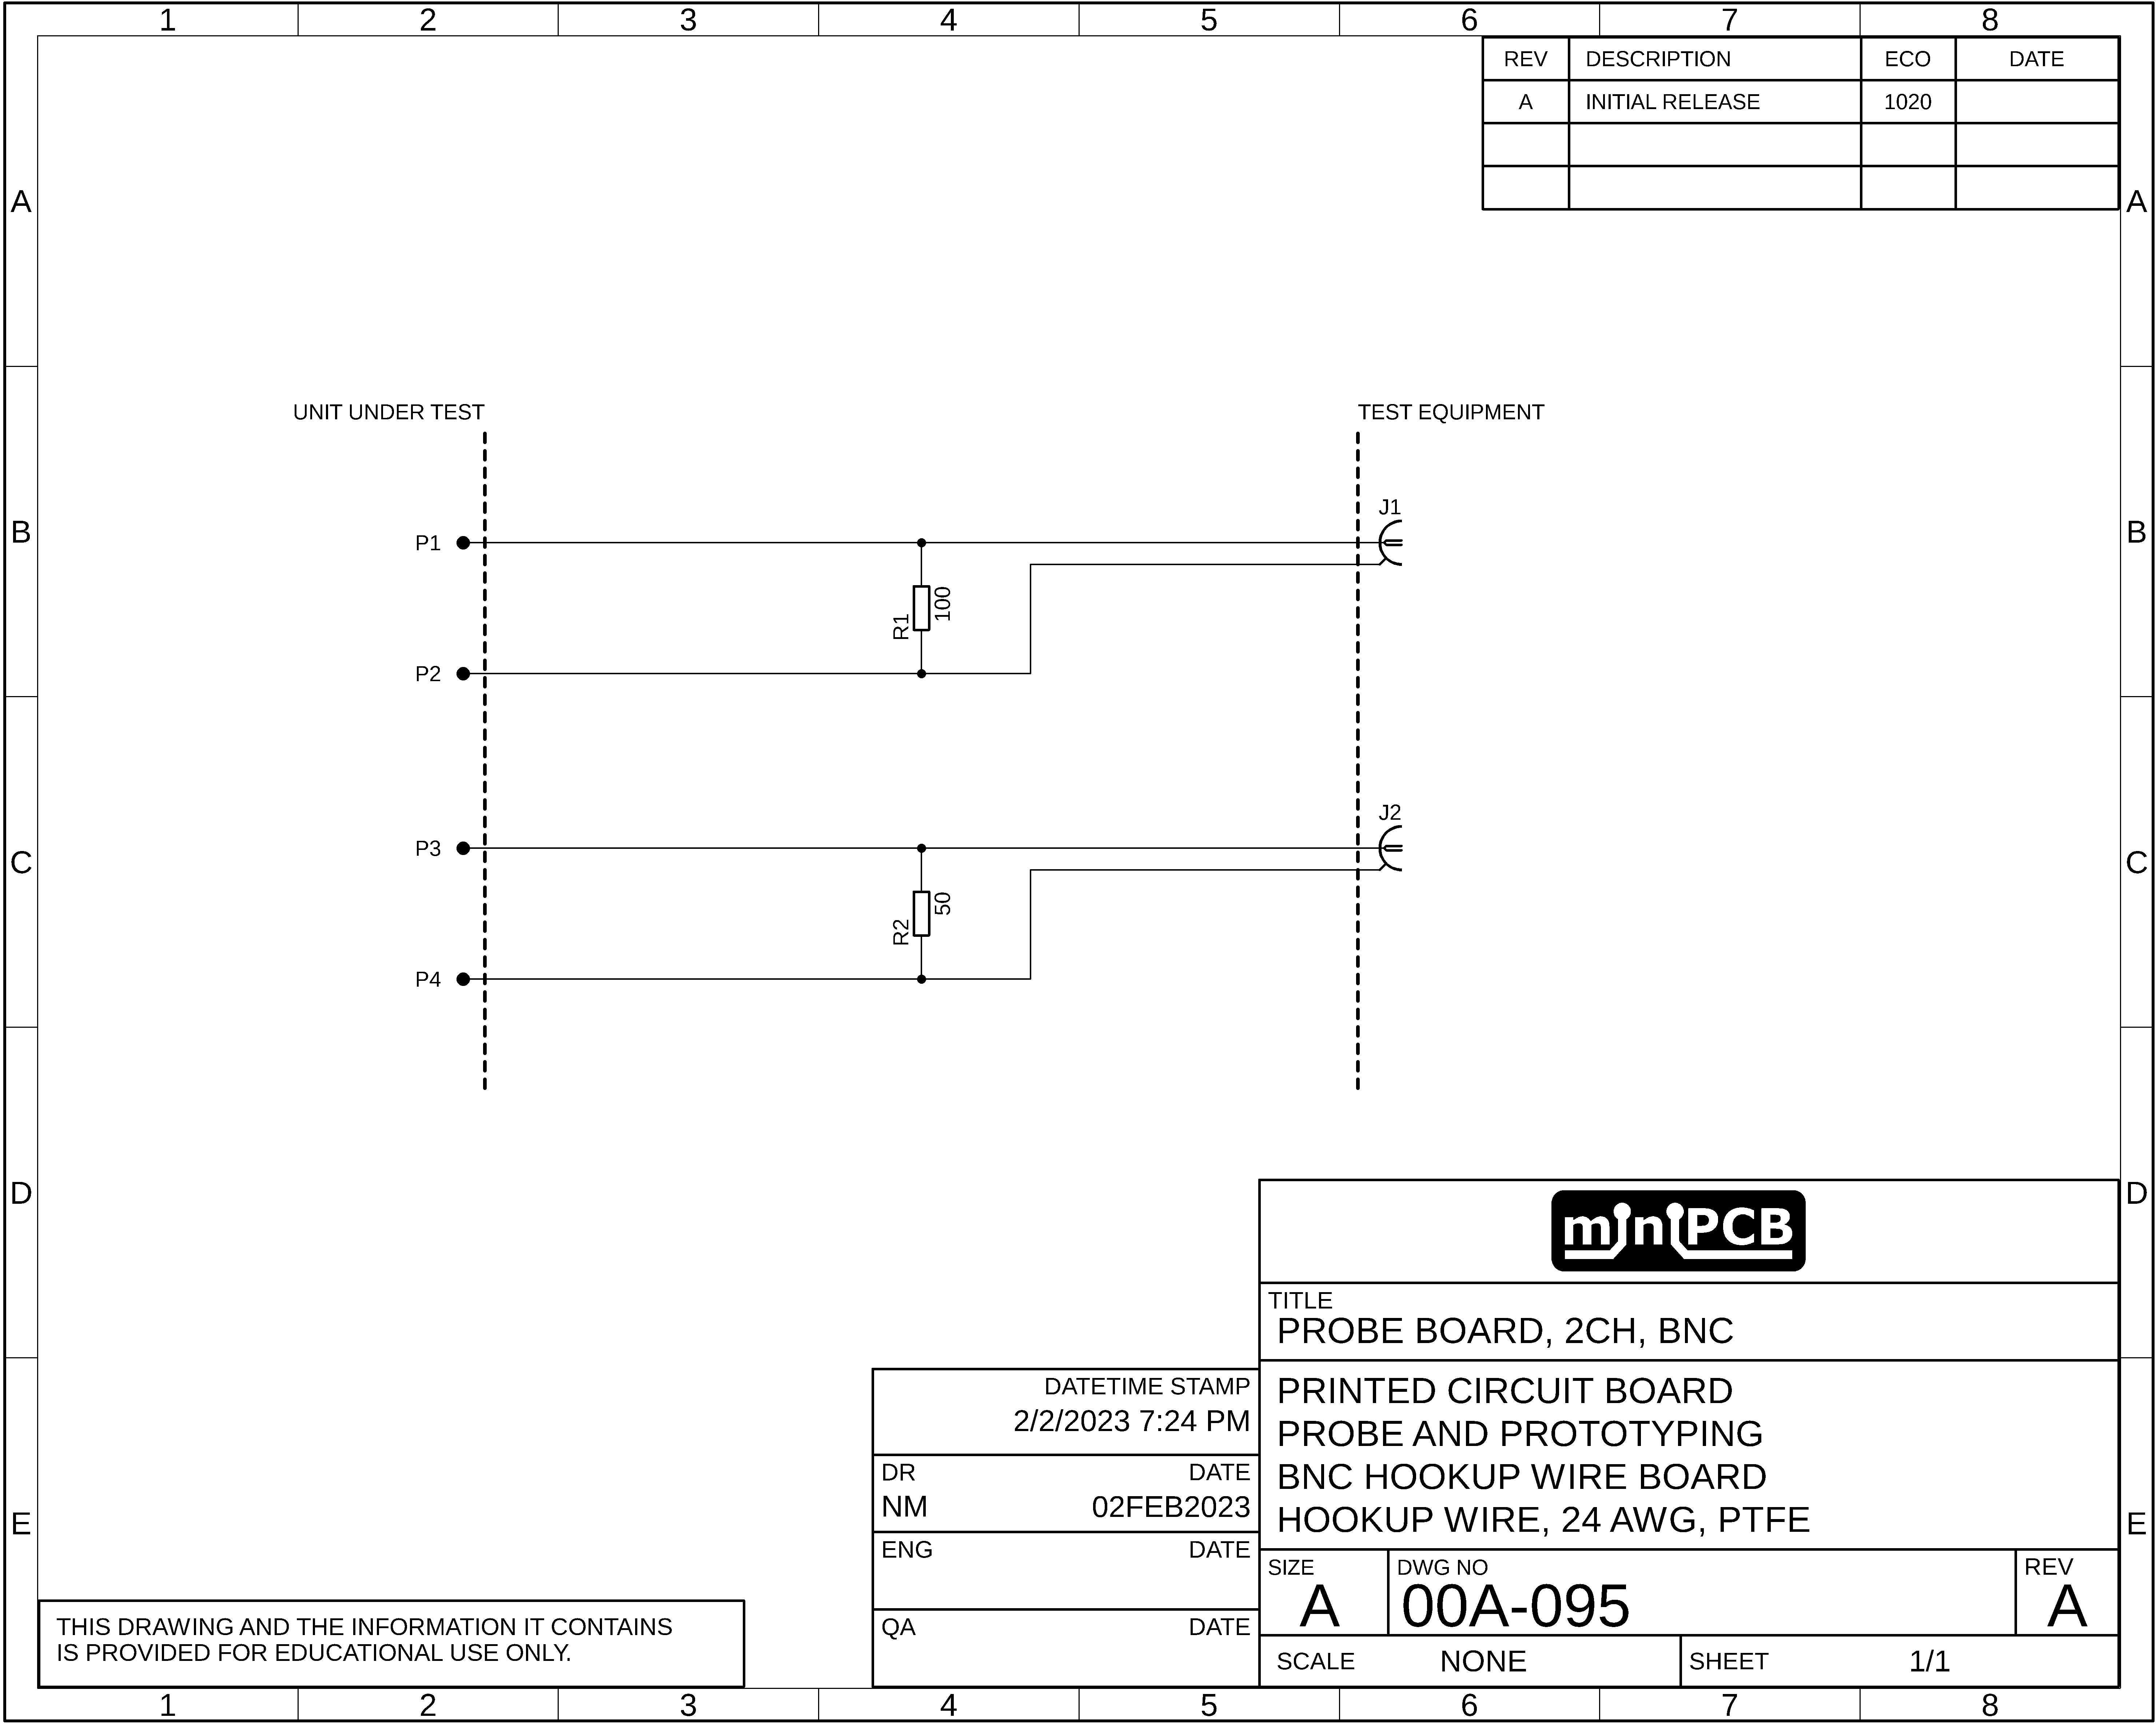 1 2 3 4 5 6 7 8
REV DESCRIPTION ECO DATE
A INITIAL RELEASE 1020
A A
UNIT UNDER TEST TEST EQUIPMENT
J1
B B
P1
R1 100
P2
J2
P3
C C
R2 50
P4
D D
miniPCB
TITLE
PROBE BOARD, 2CH, BNC
PRINTED CIRCUIT BOARD
PROBE AND PROTOTYPING
BNC HOOKUP WIRE BOARD
HOOKUP WIRE, 24 AWG, PTFE
DATETIME STAMP
2/2/2023 7:24 PM
DR DATE
NM 02FEB2023
ENG DATE
QA DATE
E E
SIZE DWG NO REV
A 00A-095 A
SCALE NONE SHEET 1/1
THIS DRAWING AND THE INFORMATION IT CONTAINS
IS PROVIDED FOR EDUCATIONAL USE ONLY.
1 2 3 4 5 6 7 8